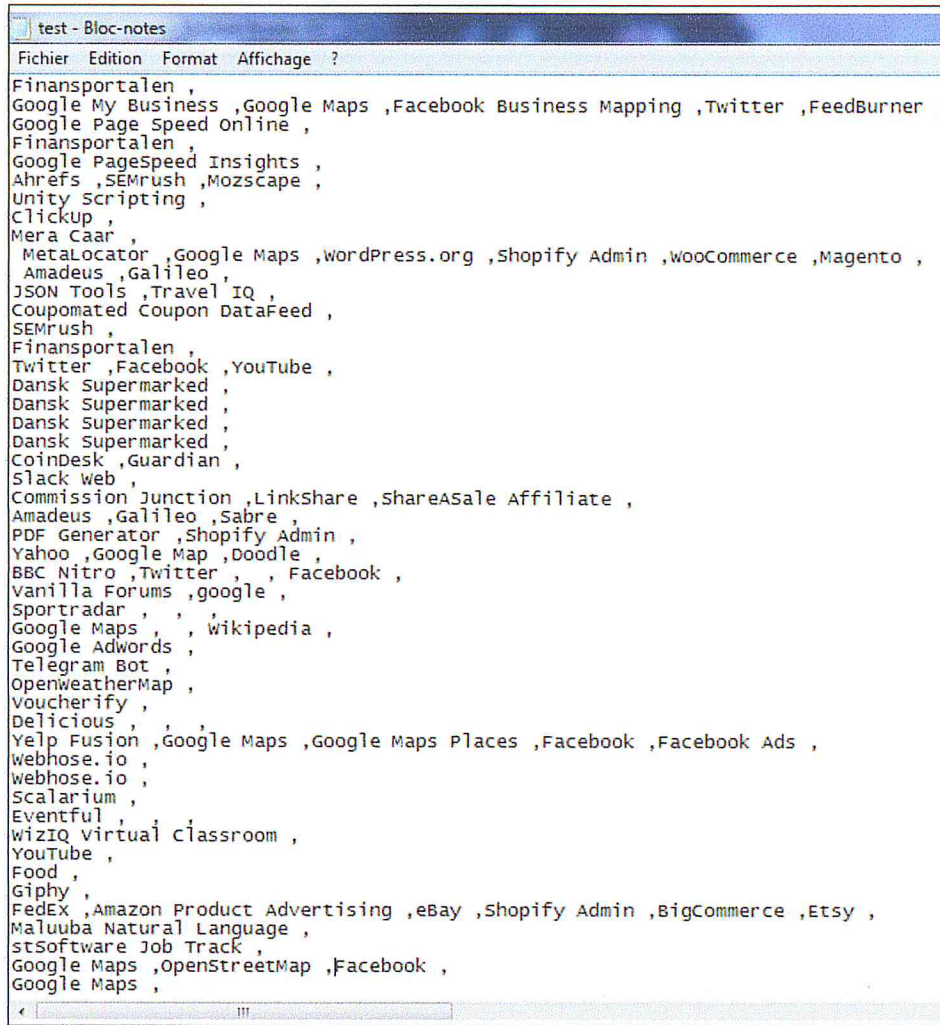 test - Bloc-notes
Fichier Edition Format Affichage ?
Finansportalen ,
Google My Business ,Google Maps ,Facebook Business Mapping ,Twitter ,FeedBurner
Google Page Speed Online ,
Finansportalen ,
Google PageSpeed Insights ,
Ahrefs ,SEMrush ,Mozscape ,
Unity Scripting ,
ClickUp ,
Mera Caar ,
MetaLocator ,Google Maps ,WordPress.org ,Shopify Admin ,WooCommerce ,Magento ,
Amadeus ,Galileo ,
JSON Tools ,Travel IQ ,
Coupomated Coupon DataFeed ,
SEMrush ,
Finansportalen ,
Twitter ,Facebook ,YouTube ,
Dansk Supermarked ,
Dansk Supermarked ,
Dansk Supermarked ,
Dansk Supermarked ,
CoinDesk ,Guardian ,
Slack Web ,
Commission Junction ,LinkShare ,ShareASale Affiliate ,
Amadeus ,Galileo ,Sabre ,
PDF Generator ,Shopify Admin ,
Yahoo ,Google Map ,Doodle ,
BBC Nitro ,Twitter , , Facebook ,
Vanilla Forums ,google ,
Sportradar , , ,
Google Maps , , Wikipedia ,
Google AdWords ,
Telegram Bot ,
OpenWeatherMap ,
Voucherify ,
Delicious , , ,
Yelp Fusion ,Google Maps ,Google Maps Places ,Facebook ,Facebook Ads ,
Webhose.io ,
Webhose.io ,
Scalarium ,
Eventful , , ,
WizIQ Virtual Classroom ,
YouTube ,
Food ,
Giphy ,
FedEx ,Amazon Product Advertising ,eBay ,Shopify Admin ,BigCommerce ,Etsy ,
Maluuba Natural Language ,
stSoftware Job Track ,
Google Maps ,OpenStreetMap ,Facebook ,
Google Maps ,